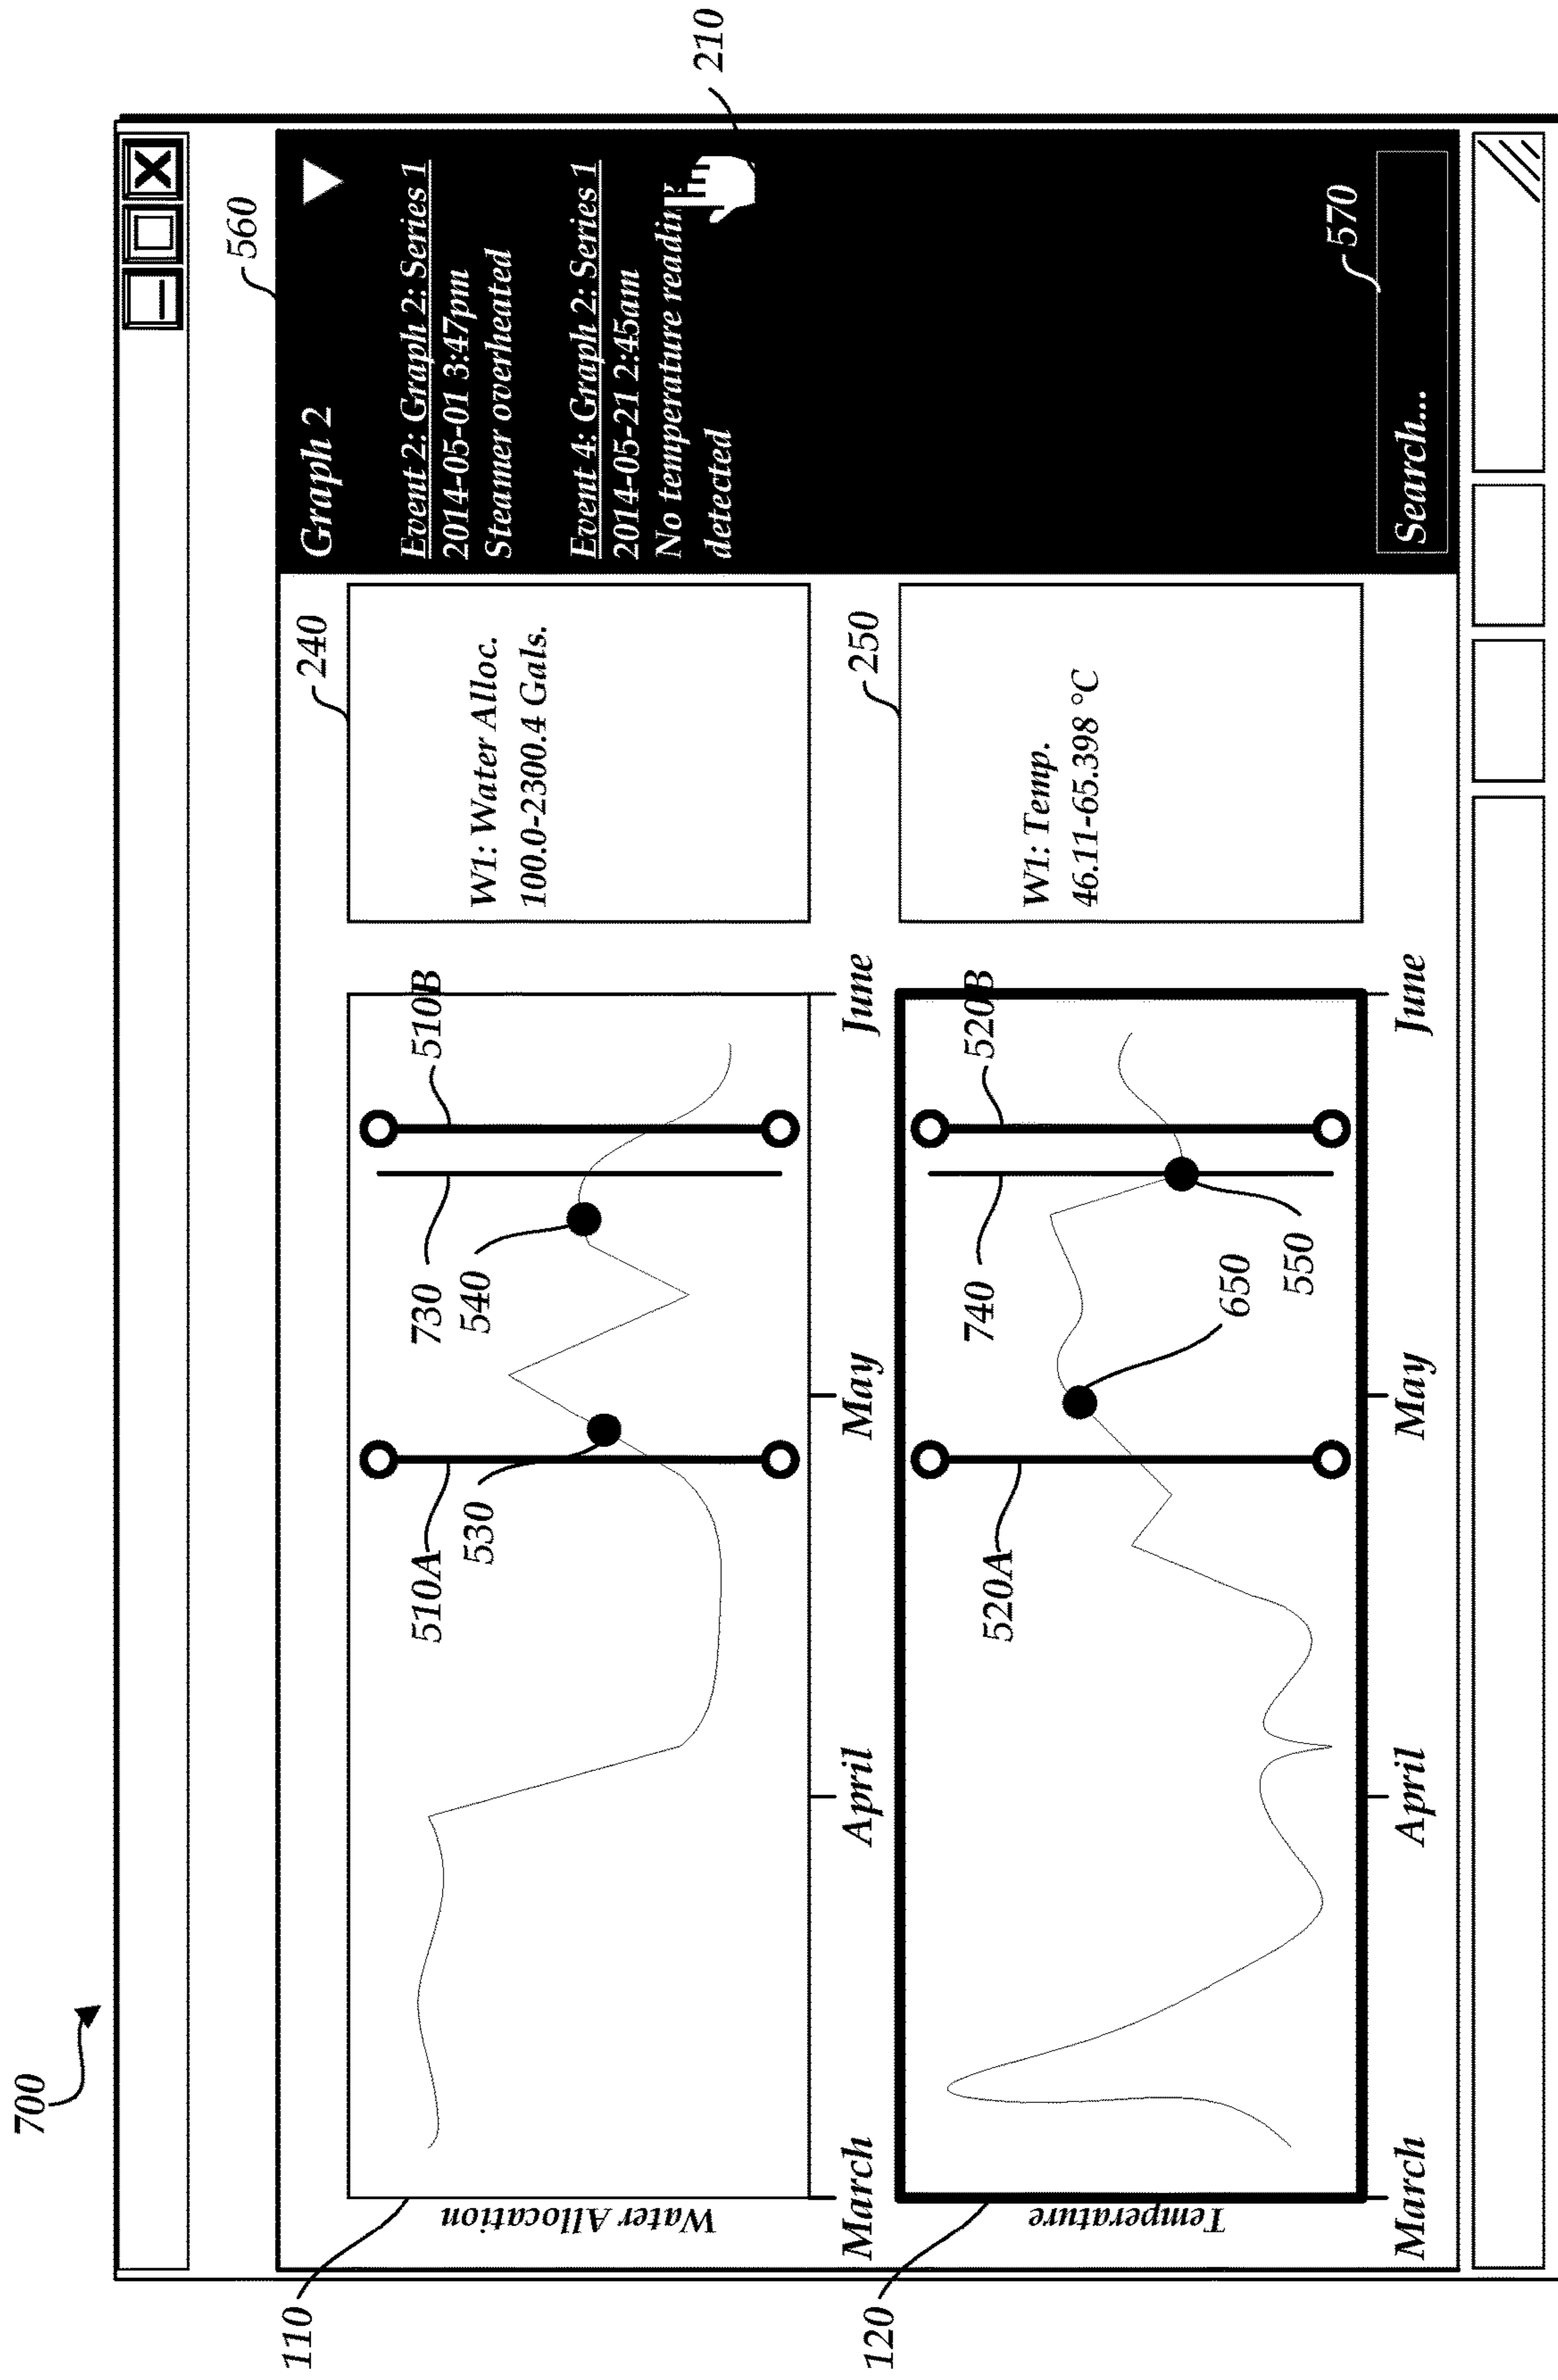 700
560
Graph 2
Event 2: Graph 2: Series 1
2014-05-01 3:47pm
Steamer overheated
Event 4: Graph 2: Series 1
2014-05-21 2:45am
No temperature reading
detected
210
570
Search...
110
Water Allocation
510A
530
730
540
510B
March
April
May
June
240
W1: Water Alloc.
100.0-2300.4 Gals.
120
Temperature
520A
740
650
550
520B
March
April
May
June
250
W1: Temp.
46.11-65.398 °C